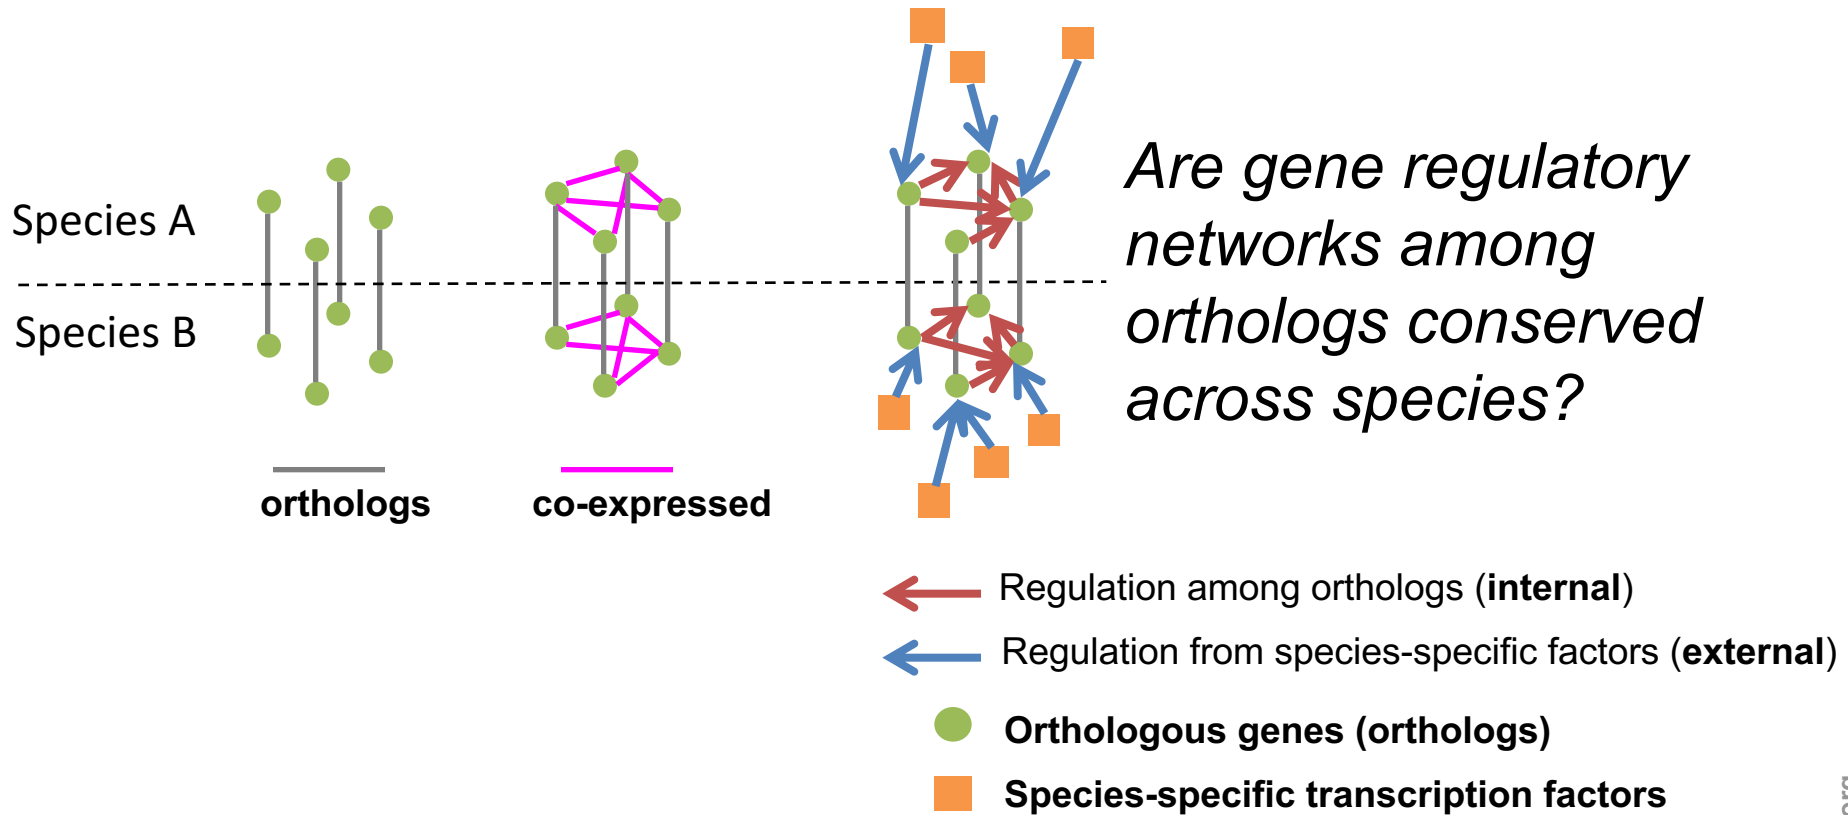 Species A
Species B
orthologs
co-expressed
Are gene regulatory
networks among
orthologs conserved
across species?
Regulation among orthologs (internal)
Regulation from species-specific factors (external)
Orthologous genes (orthologs)
Species-specific transcription factors
org